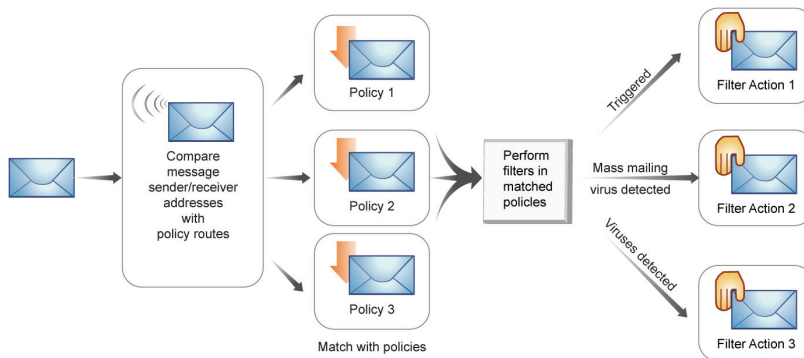 Compare
message
sender/receiver
addresses
with
policy routes
Policy 1
Policy 2
Policy 3
Match with policies
Perform
filters in
matched
policies
Triggered
Mass mailing
virus detected
Viruses detected
Filter Action 1
Filter Action 2
Filter Action 3